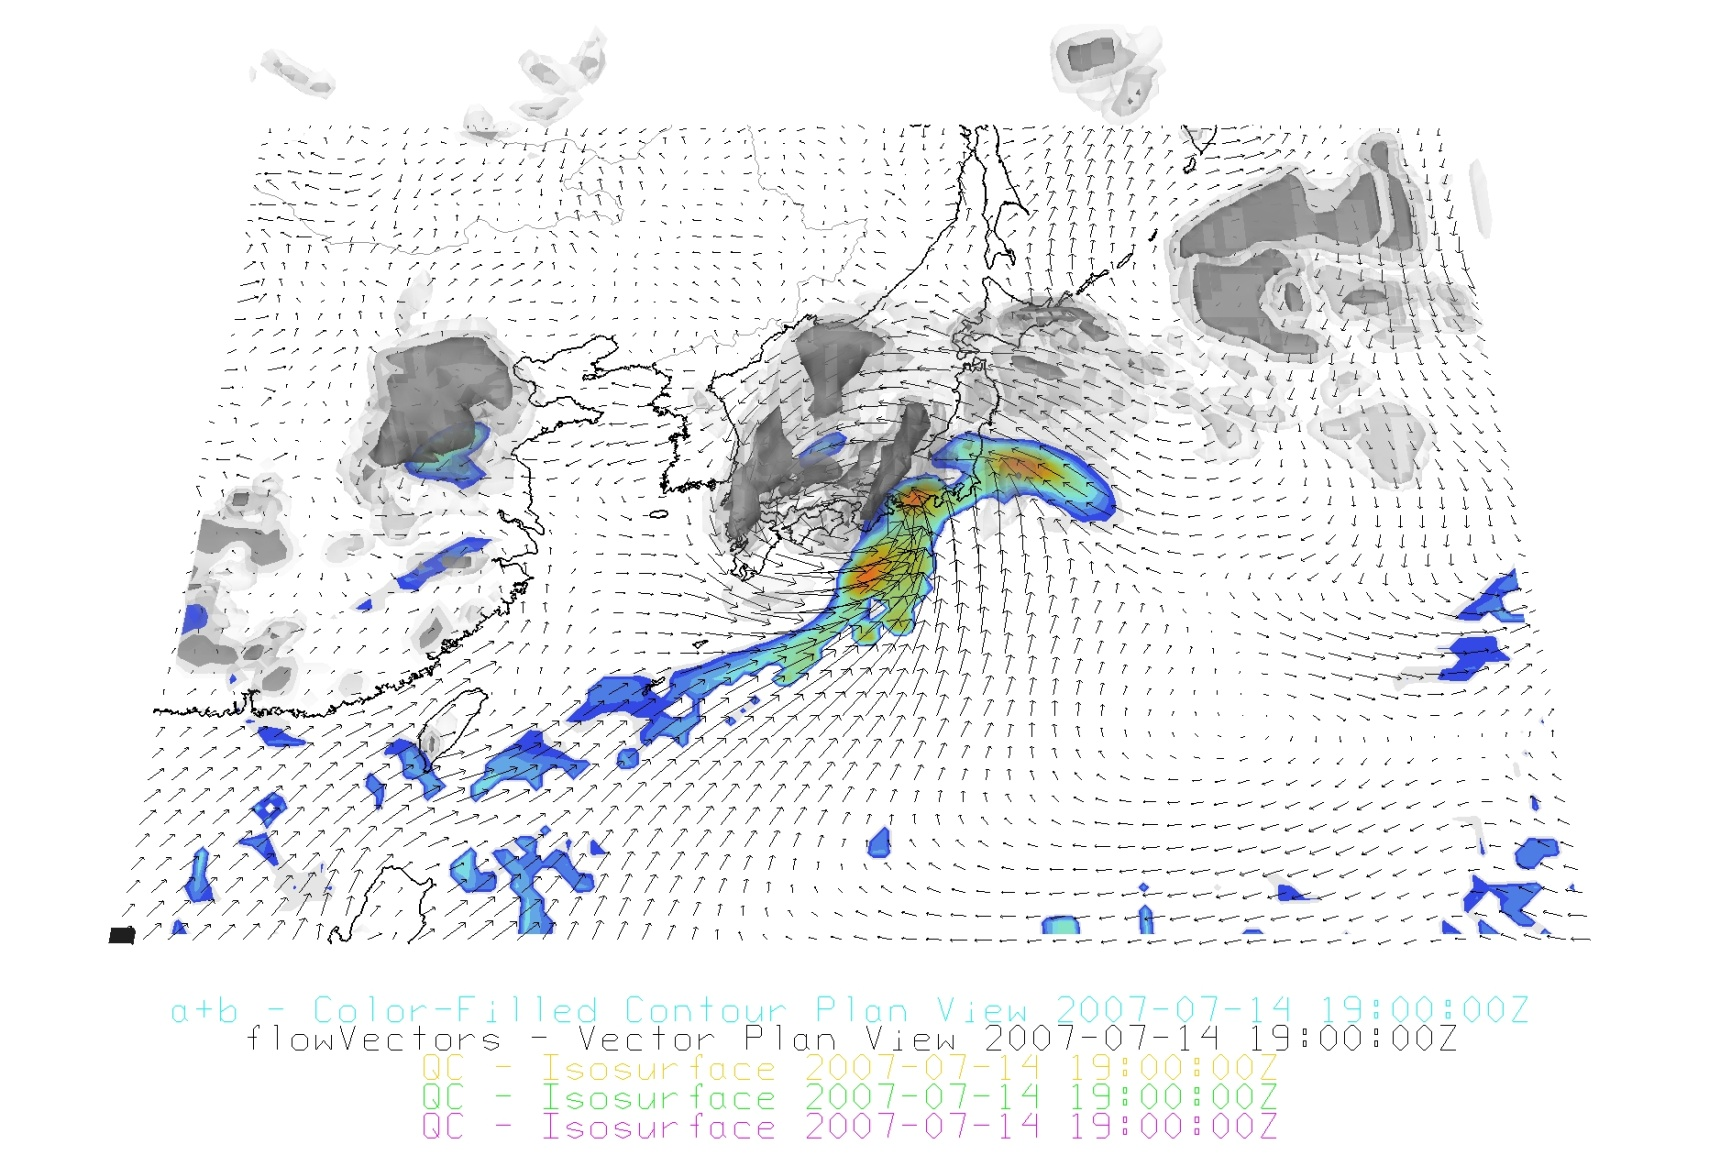 a+b - Color-Filled Contour Plan View 2007-07-14 19:00:00Z
flowVectors - Vector Plan View 2007-07-14 19:00:00Z
QC - Isosurface 2007-07-14 19:00:00Z
QC - Isosurface 2007-07-14 19:00:00Z
QC - Isosurface 2007-07-14 19:00:00Z